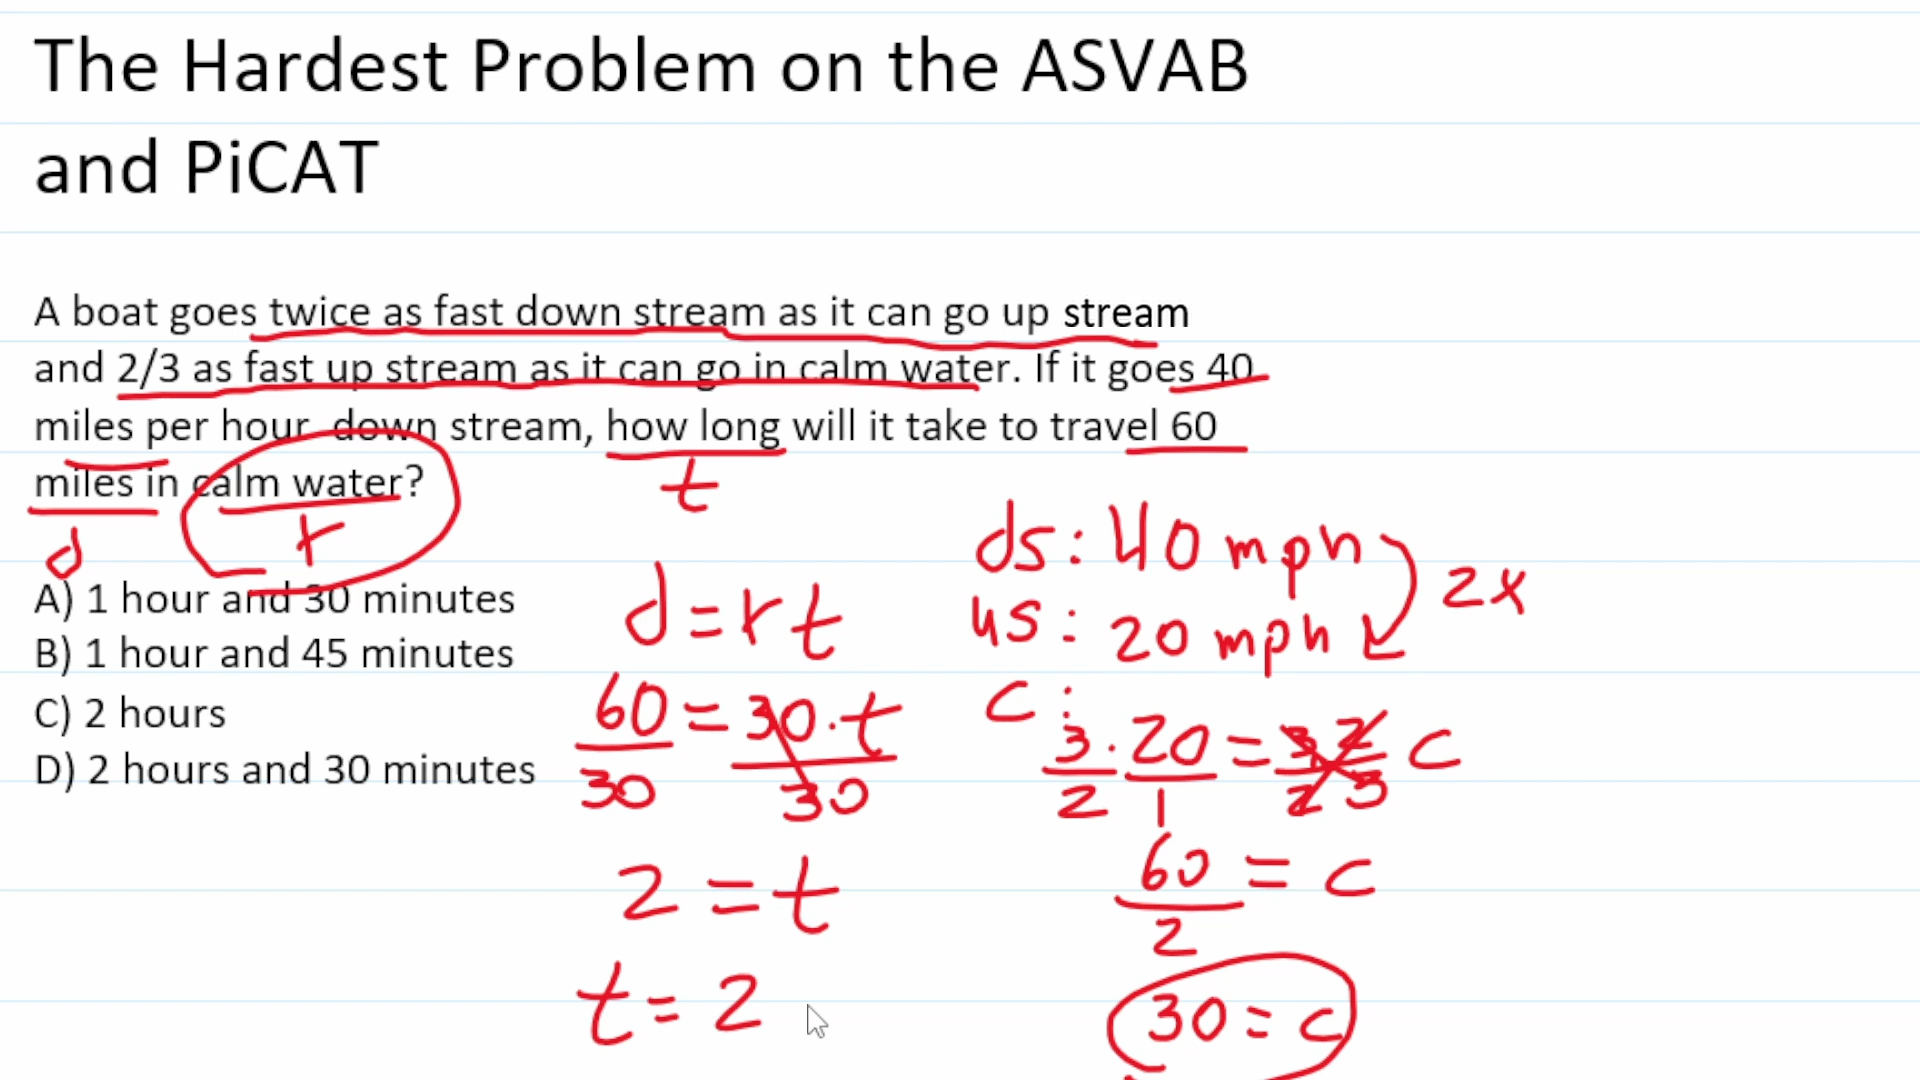 The Hardest Problem on the ASVAB
and PiCAT
A boat goes twice as fast down stream as it can go up stream
and 2/3 as fast up stream as it can go in calm water. If it goes 40
miles per hour down stream, how long will it take to travel 60
miles in calm water?
d
r
t
A) 1 hour and 30 minutes
B) 1 hour and 45 minutes
C) 2 hours
D) 2 hours and 30 minutes
d = rt
60 = 30 · t
30 30
2 = t
t = 2
ds: 40 mph
us: 20 mph
2x
c:
3 · 20 = 3 2 c
2 1 2 3
60 = c
2
30 = c